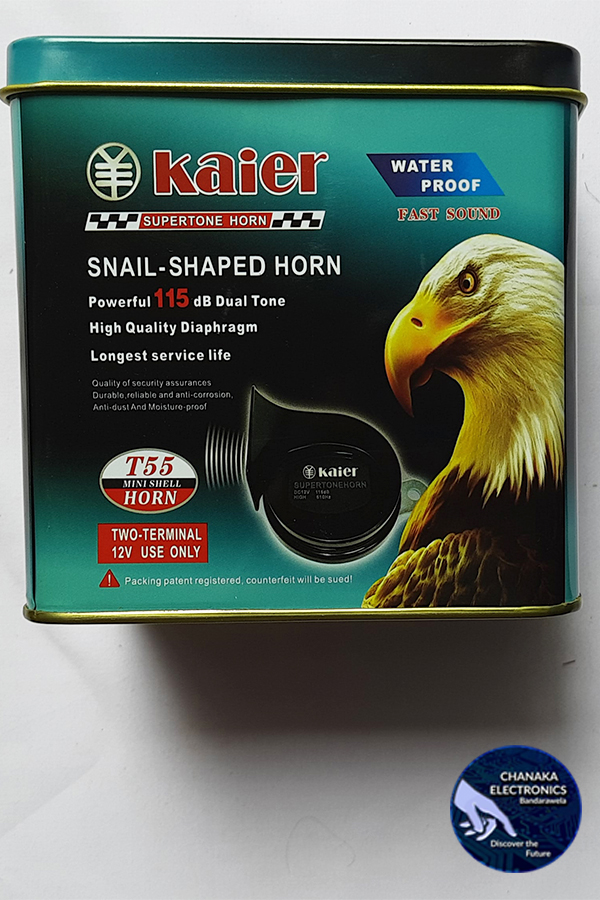 Kaier
SUPERTONE HORN
WATER
PROOF
FAST SOUND
SNAIL-SHAPED HORN
Powerful 115 dB Dual Tone
High Quality Diaphragm
Longest service life
Quality of security assurances
Durable,reliable and anti-corrosion,
Anti-dust And Moisture-proof
T55
MINI SHELL
HORN
Kaier
SUPERTONEHORN
HIGH
TWO-TERMINAL
12V USE ONLY
Packing patent registered, counterfeit will be sued!
CHANAKA
ELECTRONICS
Bandarawela
Discover the
Future